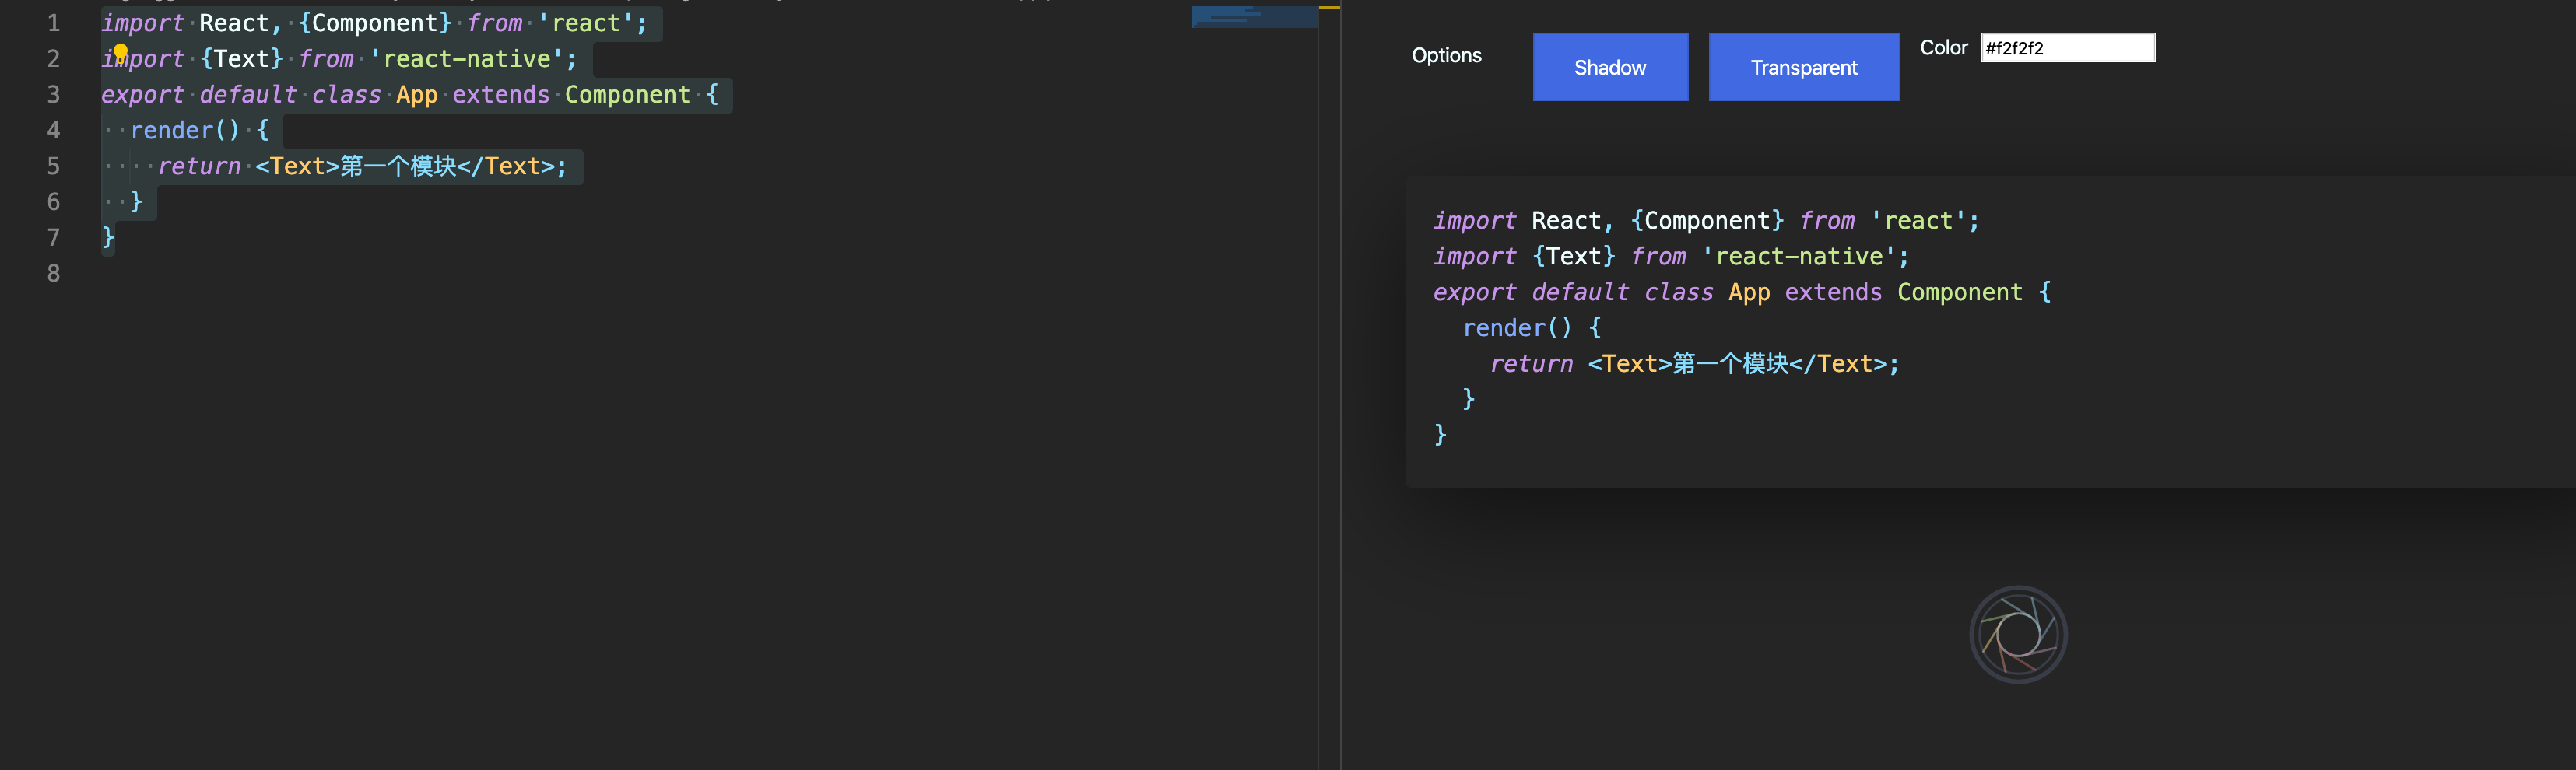 1 import React, {Component} from 'react';
2 import {Text} from 'react-native';
3 export default class App extends Component {
4   render() {
5     return <Text>第一个模块</Text>;
6   }
7 }
8
Options
Shadow
Transparent
Color
#f2f2f2
import React, {Component} from 'react';
import {Text} from 'react-native';
export default class App extends Component {
  render() {
    return <Text>第一个模块</Text>;
  }
}